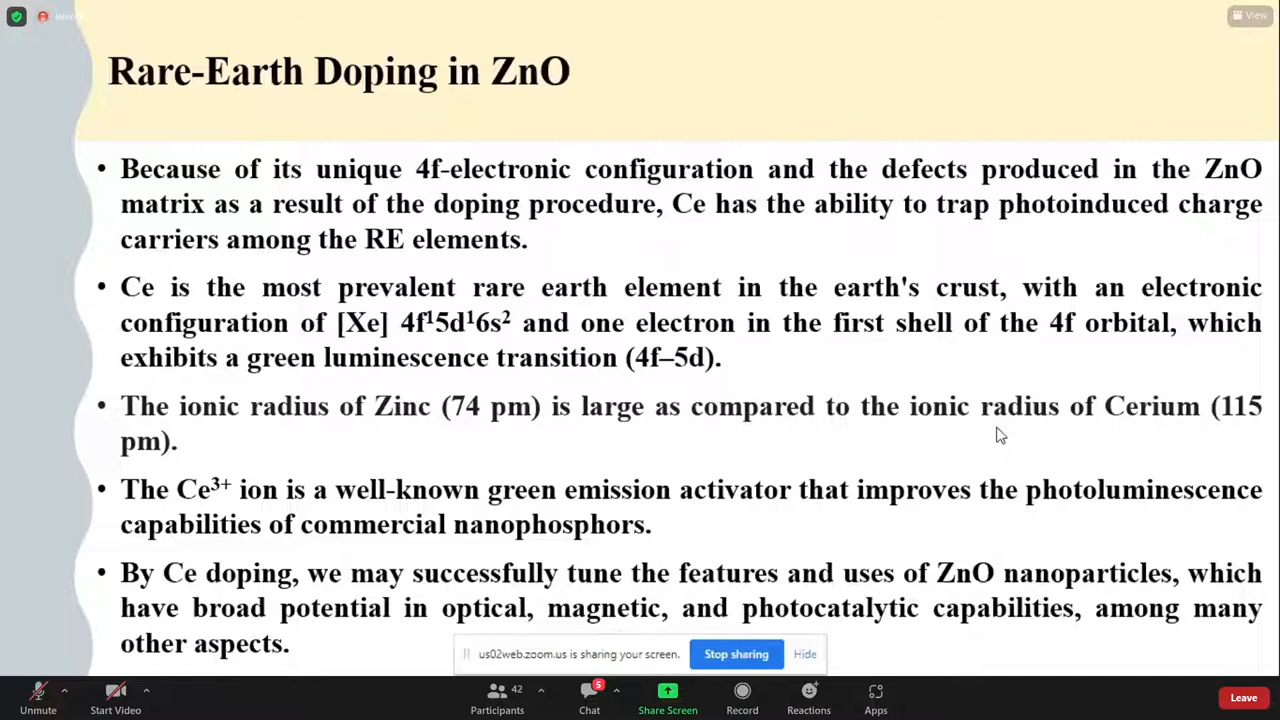 View
Rare-Earth Doping in ZnO
• Because of its unique 4f-electronic configuration and the defects produced in the ZnO
matrix as a result of the doping procedure, Ce has the ability to trap photoinduced charge
carriers among the RE elements.
• Ce is the most prevalent rare earth element in the earth's crust, with an electronic
configuration of [Xe] 4f¹5d¹6s² and one electron in the first shell of the 4f orbital, which
exhibits a green luminescence transition (4f–5d).
• The ionic radius of Zinc (74 pm) is large as compared to the ionic radius of Cerium (115
pm).
• The Ce³⁺ ion is a well-known green emission activator that improves the photoluminescence
capabilities of commercial nanophosphors.
• By Ce doping, we may successfully tune the features and uses of ZnO nanoparticles, which
have broad potential in optical, magnetic, and photocatalytic capabilities, among many
other aspects.
us02web.zoom.us is sharing your screen. Stop sharing Hide
42 5
Unmute Start Video Participants Chat Share Screen Record Reactions Apps Leave